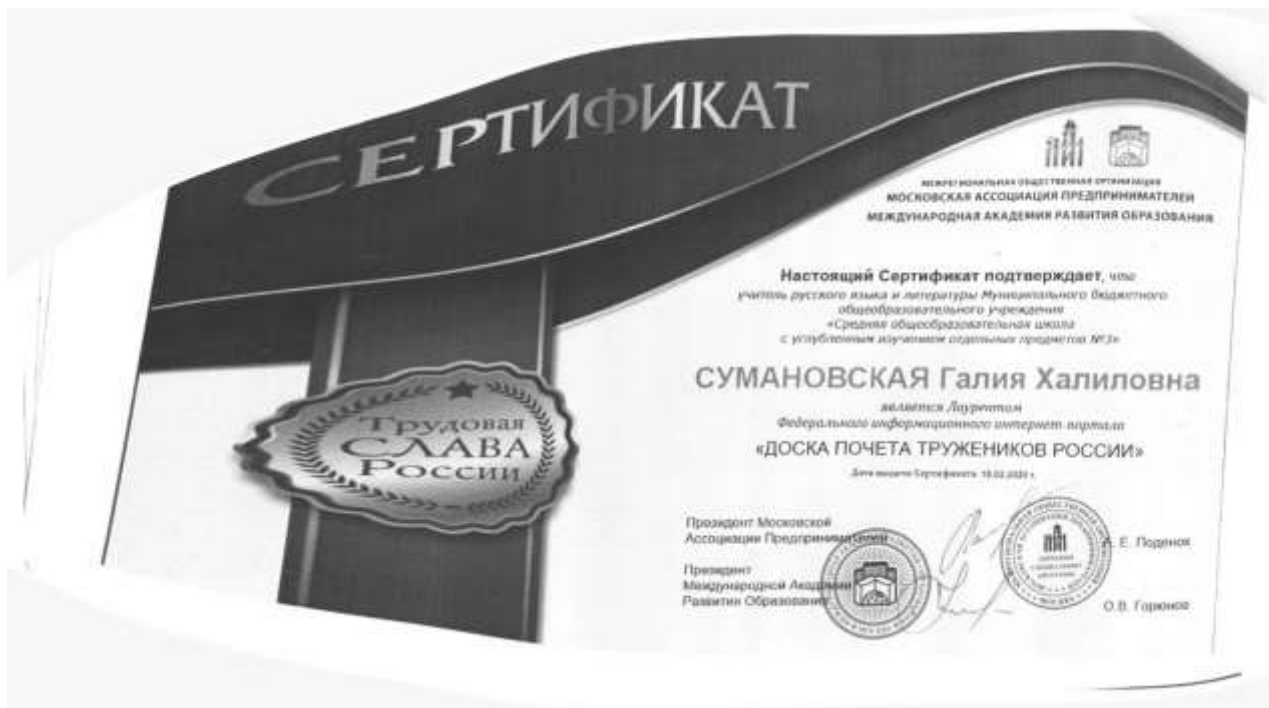 СЕРТИФИКАТ
МЕЖРЕГИОНАЛЬНАЯ ОБЩЕСТВЕННАЯ ОРГАНИЗАЦИЯ
МОСКОВСКАЯ АССОЦИАЦИЯ ПРЕДПРИНИМАТЕЛЕЙ
МЕЖДУНАРОДНАЯ АКАДЕМИЯ РАЗВИТИЯ ОБРАЗОВАНИЯ
Настоящий Сертификат подтверждает, что
учитель русского языка и литературы Муниципального бюджетного
общеобразовательного учреждения
«Средняя общеобразовательная школа
с углубленным изучением отдельных предметов №3»
СУМАНОВСКАЯ Галия Халиловна
является Лауреатом
Федерального информационного интернет-портала
«ДОСКА ПОЧЕТА ТРУЖЕНИКОВ РОССИИ»
Дата выдачи Сертификата
Трудовая
СЛАВА
России
Президент Московской
Ассоциации Предпринимателей
А. Е. Поденок
Президент
Международной Академии
Развития Образования
О.В. Горюнов